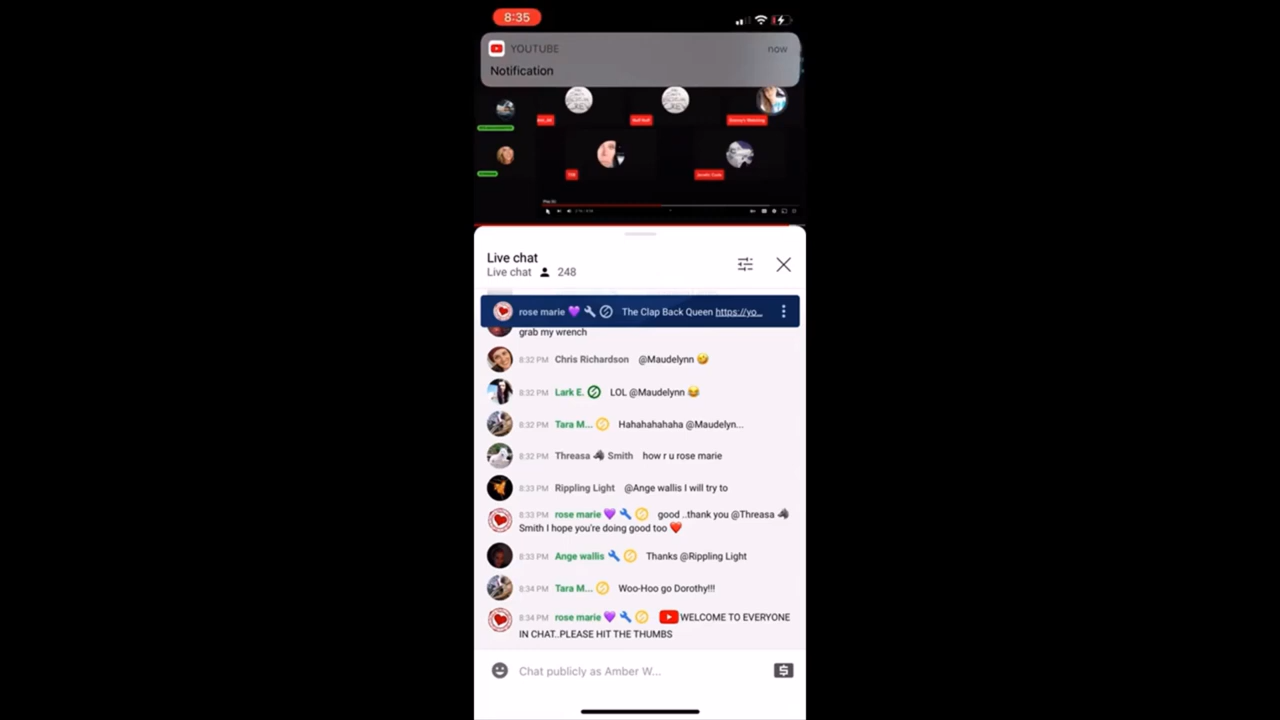 8:35
YOUTUBE
now
Notification
Live chat
Live chat 248
rose marie 💜 The Clap Back Queen https://yo...
grab my wrench
8:32 PM Chris Richardson @Maudelynn 🤣
8:32 PM Lark E. LOL @Maudelynn 😂
8:32 PM Tara M... Hahahahahaha @Maudelyn...
8:32 PM Threasa 🐴 Smith how r u rose marie
8:33 PM Rippling Light @Ange wallis I will try to
8:33 PM rose marie 💜 good ..thank you @Threasa 🐴
Smith I hope you're doing good too ❤️
8:33 PM Ange wallis Thanks @Rippling Light
8:34 PM Tara M... Woo-Hoo go Dorothy!!!
8:34 PM rose marie 💜 WELCOME TO EVERYONE
IN CHAT..PLEASE HIT THE THUMBS
Chat publicly as Amber W...